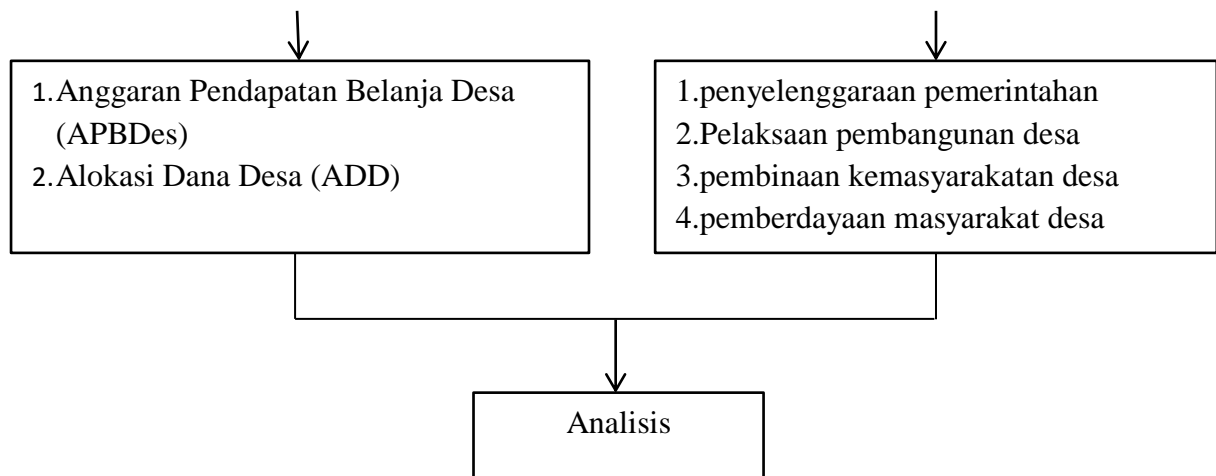 1.Anggaran Pendapatan Belanja Desa
(APBDes)
2.Alokasi Dana Desa (ADD)
1.penyelenggaraan pemerintahan
2.Pelaksaan pembangunan desa
3.pembinaan kemasyarakatan desa
4.pemberdayaan masyarakat desa
Analisis